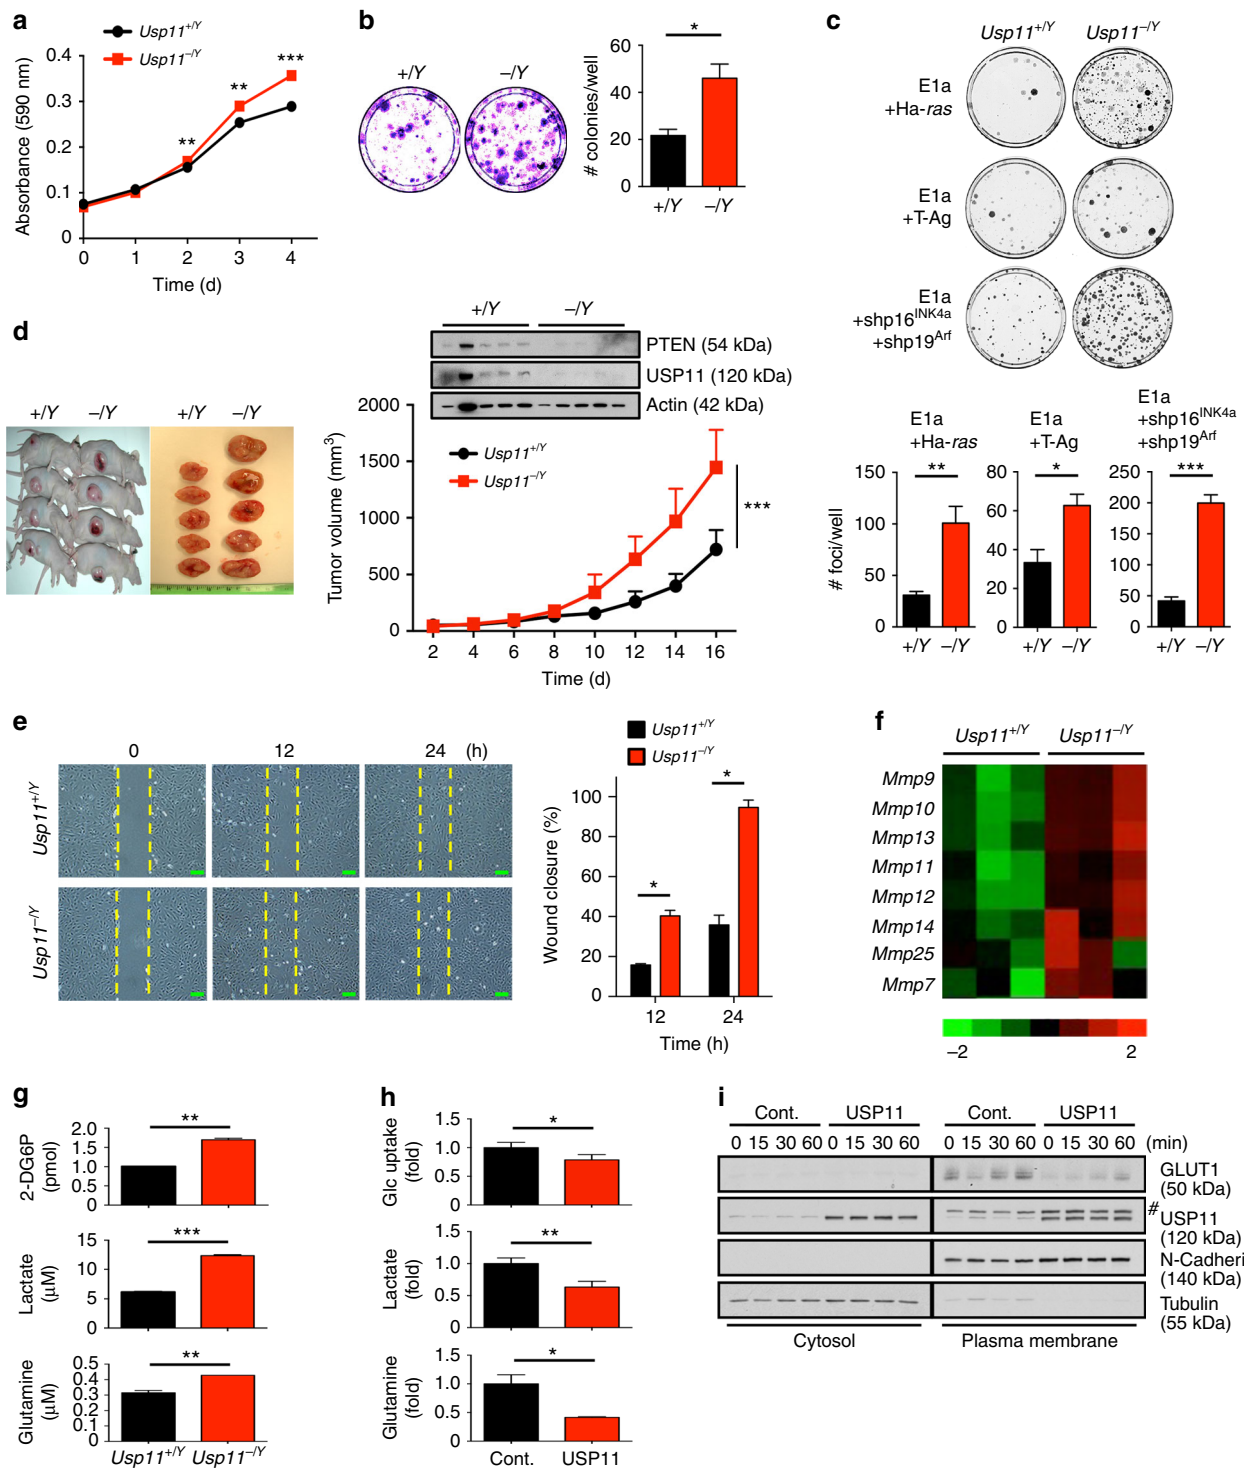 a
Usp11+/Y
Usp11−/Y
Absorbance (590 nm)
0.4
0.3
0.2
0.1
0
** ** ***
0 1 2 3 4
Time (d)
b
+/Y −/Y
# colonies/well
60
40
20
0
*
+/Y −/Y
c
Usp11+/Y Usp11−/Y
E1a
+Ha-ras
E1a
+T-Ag
E1a
+shp16INK4a
+shp19Arf
E1a
+Ha-ras
E1a
+T-Ag
E1a
+shp16INK4a
+shp19Arf
# foci/well
150
100
50
0
**
+/Y −/Y
80
60
40
20
0
*
+/Y −/Y
250
200
150
100
50
0
***
+/Y −/Y
d
+/Y −/Y
+/Y −/Y
+/Y −/Y
PTEN (54 kDa)
USP11 (120 kDa)
Actin (42 kDa)
Usp11+/Y
Usp11−/Y
Tumor volume (mm3)
2000
1500
1000
500
0
***
2 4 6 8 10 12 14 16
Time (d)
e
0 12 24 (h)
Usp11+/Y
Usp11−/Y
Usp11+/Y
Usp11−/Y
Wound closure (%)
100
80
60
40
20
0
* *
12 24
Time (h)
f
Usp11+/Y Usp11−/Y
Mmp9
Mmp10
Mmp13
Mmp11
Mmp12
Mmp14
Mmp25
Mmp7
−2 2
g
2-DG6P
(pmol)
2.0
1.5
1.0
0.5
0
**
Lactate
(μM)
15
10
5
0
***
Glutamine
(μM)
0.5
0.4
0.3
0.2
0.1
0
**
Usp11+/Y Usp11−/Y
h
Glc uptake
(fold)
1.5
1.0
0.5
0
*
Lactate
(fold)
1.5
1.0
0.5
0
**
Glutamine
(fold)
1.5
1.0
0.5
0
*
Cont. USP11
i
Cont. USP11 Cont. USP11
0 15 30 60 0 15 30 60 0 15 30 60 0 15 30 60 (min)
GLUT1
(50 kDa)
#
USP11
(120 kDa)
N-Cadheri
(140 kDa)
Tubulin
(55 kDa)
Cytosol Plasma membrane